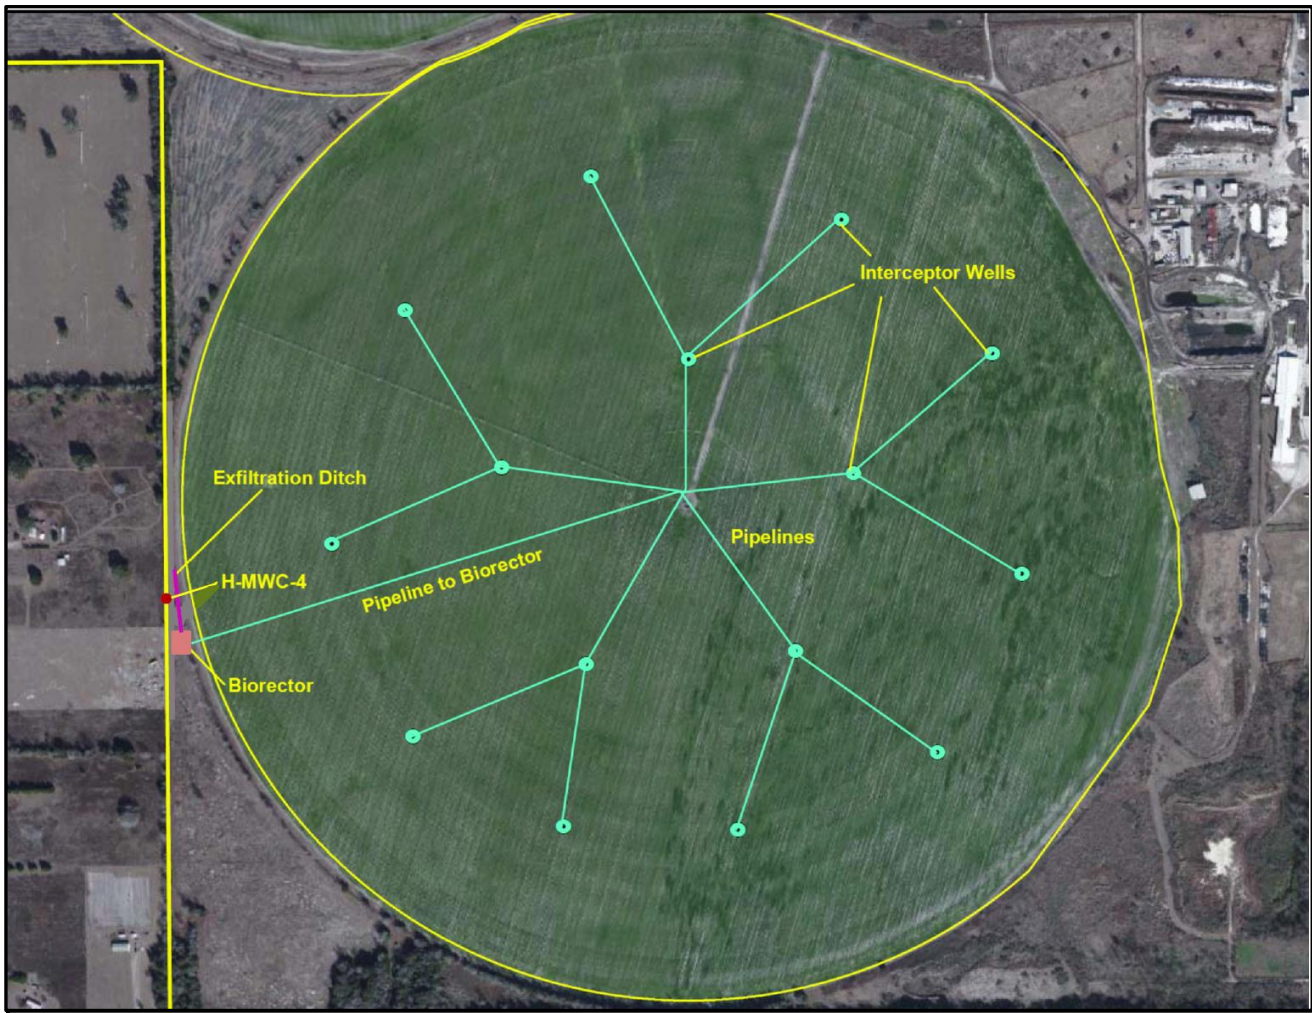 Interceptor Wells
Exfiltration Ditch
Pipelines
Pipeline to Biorector
H-MWC-4
Biorector